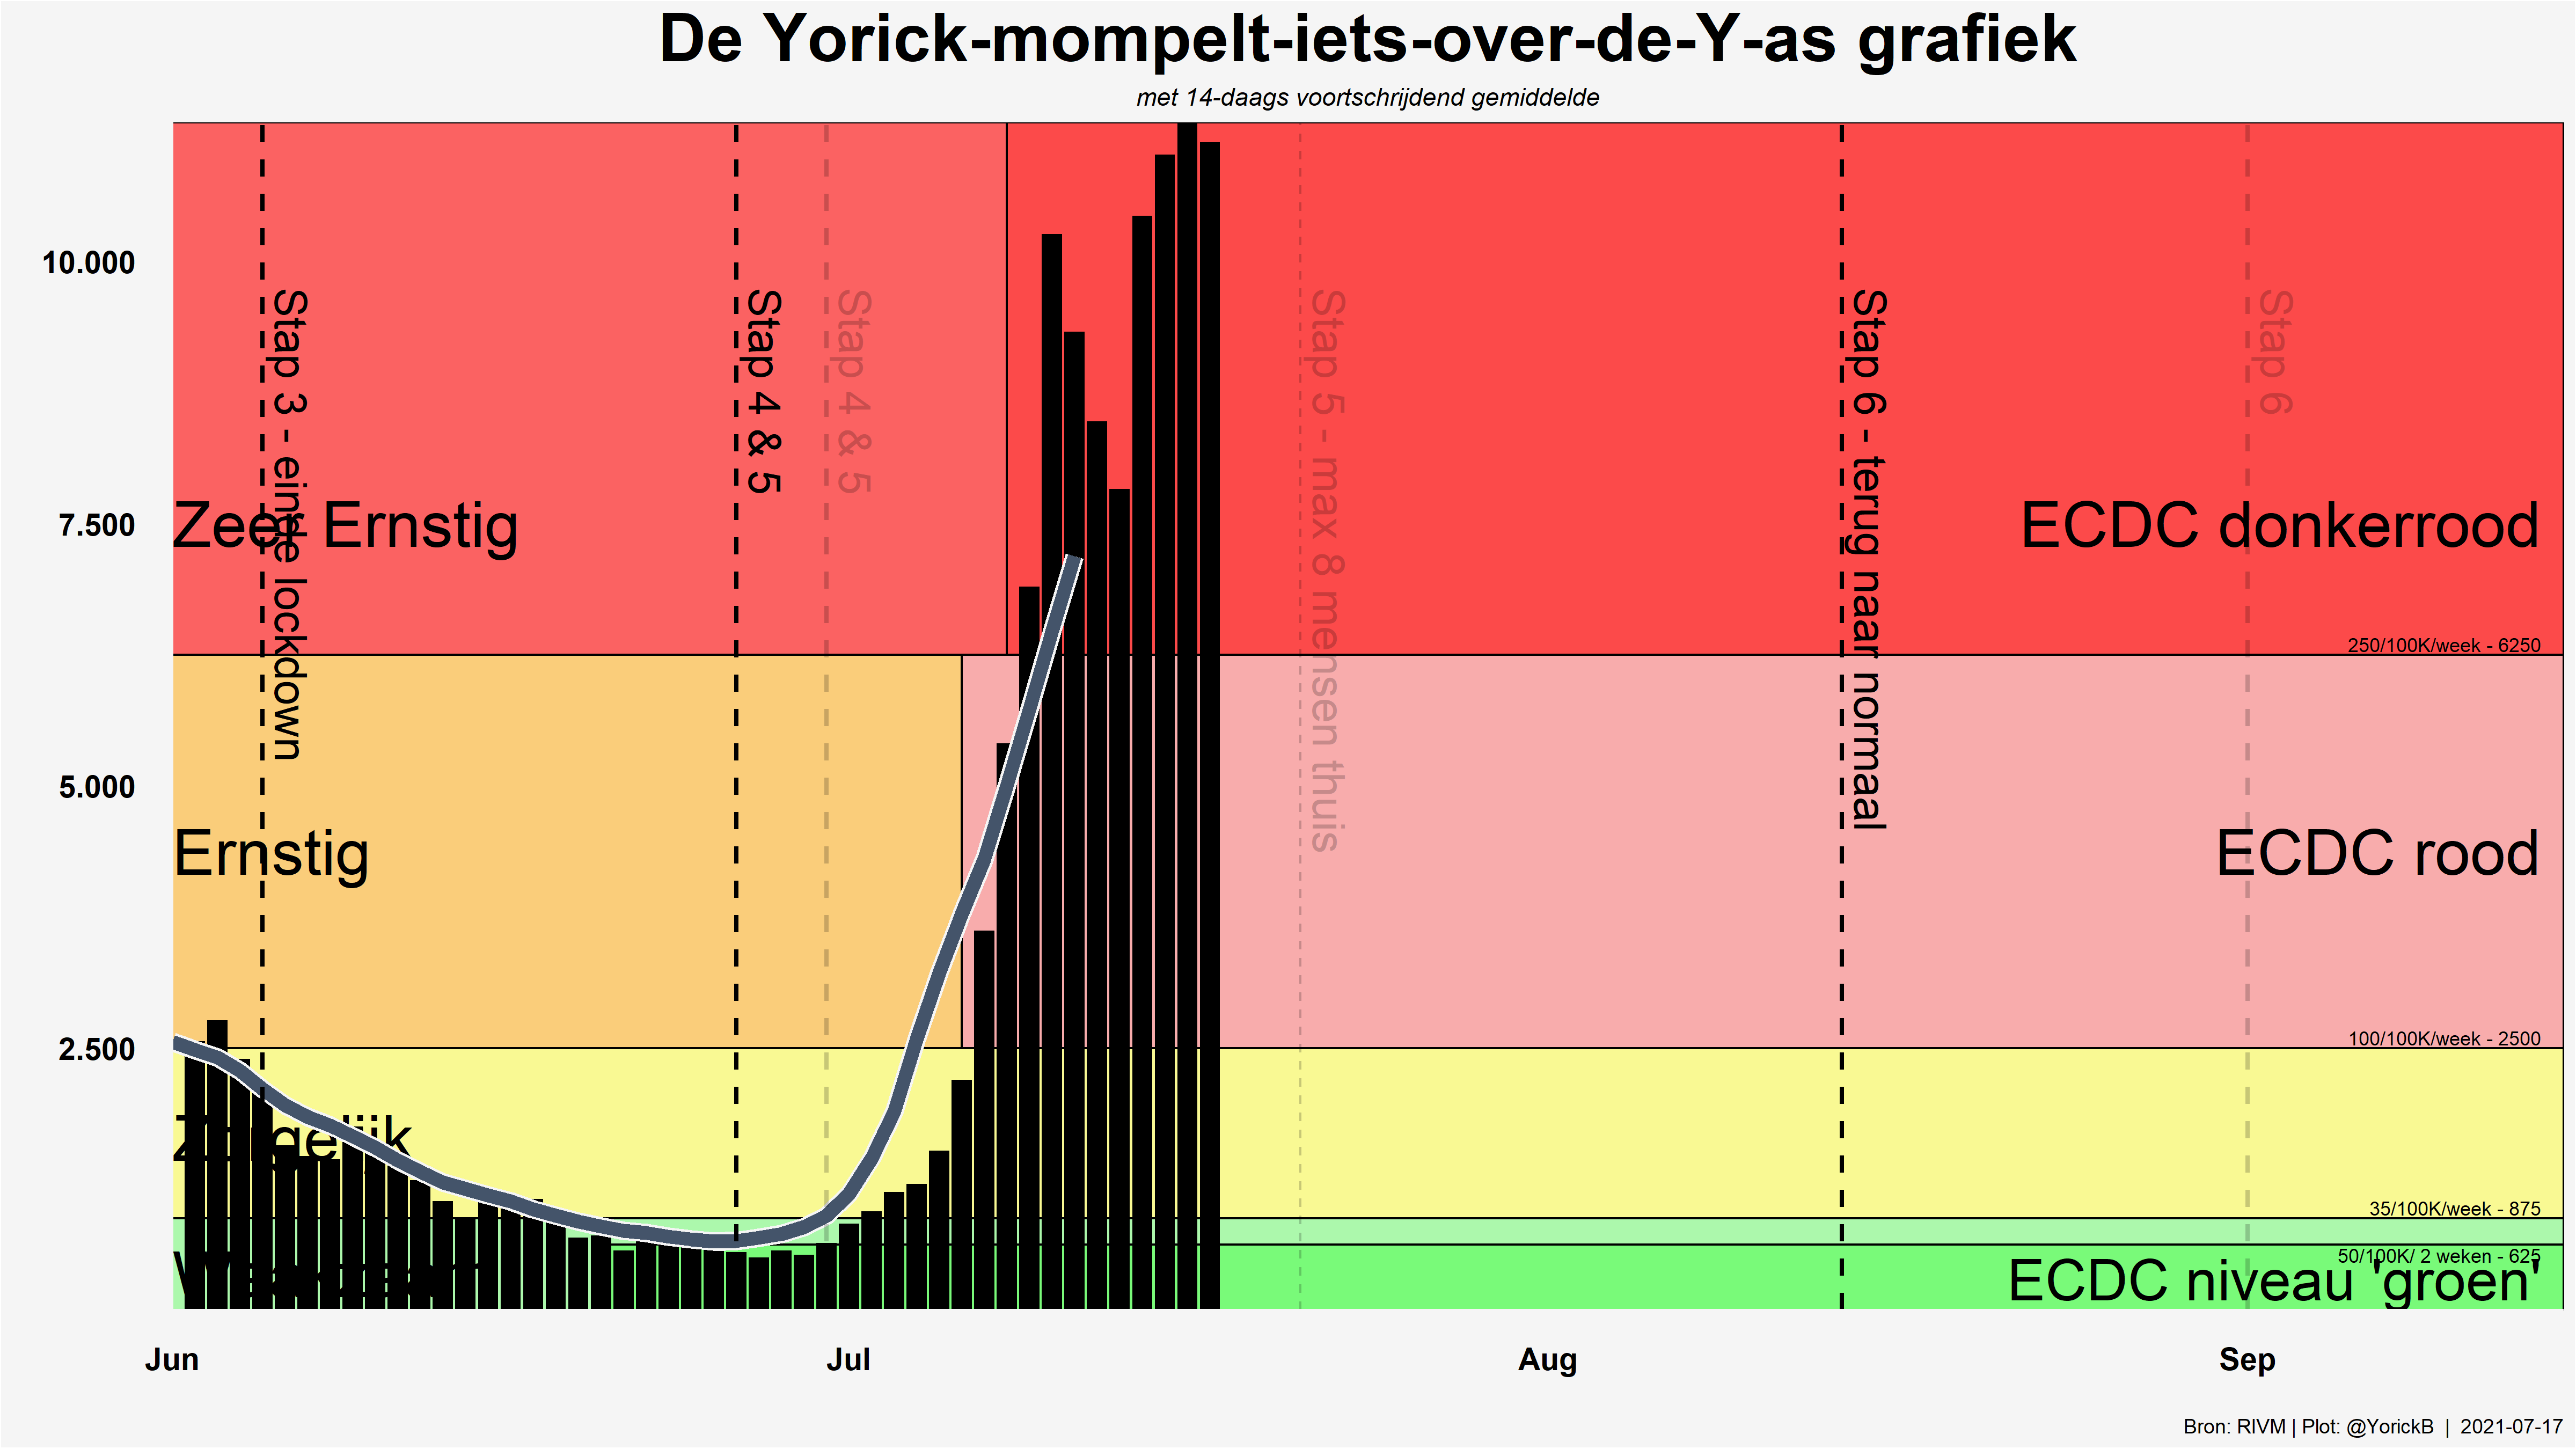 De Yorick-mompelt-iets-over-de-Y-as grafiek
met 14-daags voortschrijdend gemiddelde
10.000
7.500
5.000
2.500
Stap 3 - einde lockdown
Stap 4 & 5
Stap 4 & 5
Stap 5 - max 8 mensen thuis
Stap 6 - terug naar normaal
Stap 6
Zeer Ernstig
ECDC donkerrood
250/100K/week - 6250
Ernstig
ECDC rood
100/100K/week - 2500
Zorgelijk
35/100K/week - 875
50/100K/ 2 weken - 625
ECDC niveau 'groen'
Jun
Jul
Aug
Sep
Bron: RIVM | Plot: @YorickB | 2021-07-17